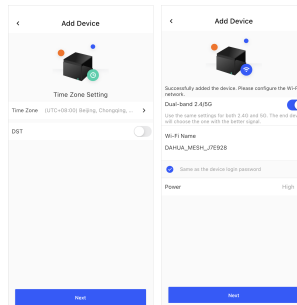 Add Device
Time Zone Setting
Time Zone (UTC+08:00) Beijing, Chongqing, ...
DST
Next
Add Device
Successfully added the device. Please configure the Wi-Fi
network.
Dual-band 2.4/5G
Use the same settings for both 2.4G and 5G. The end devi
will choose the one with the better signal.
Wi-Fi Name
DAHUA_MESH_J7E928
Same as the device login password
Power High
Next